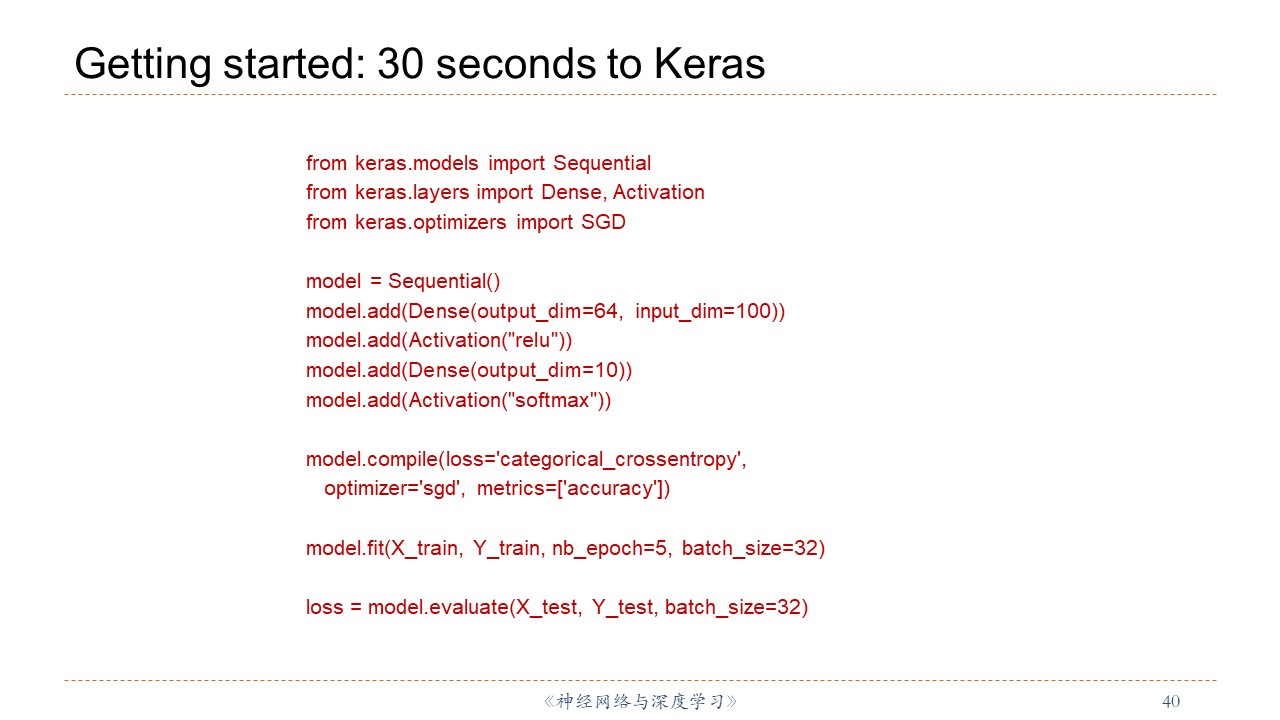 Getting started: 30 seconds to Keras
from keras.models import Sequential
from keras.layers import Dense, Activation
from keras.optimizers import SGD
model = Sequential()
model.add(Dense(output_dim=64, input_dim=100))
model.add(Activation("relu"))
model.add(Dense(output_dim=10))
model.add(Activation("softmax"))
model.compile(loss='categorical_crossentropy',
optimizer='sgd', metrics=['accuracy'])
model.fit(X_train, Y_train, nb_epoch=5, batch_size=32)
loss = model.evaluate(X_test, Y_test, batch_size=32)
《神经网络与深度学习》
40